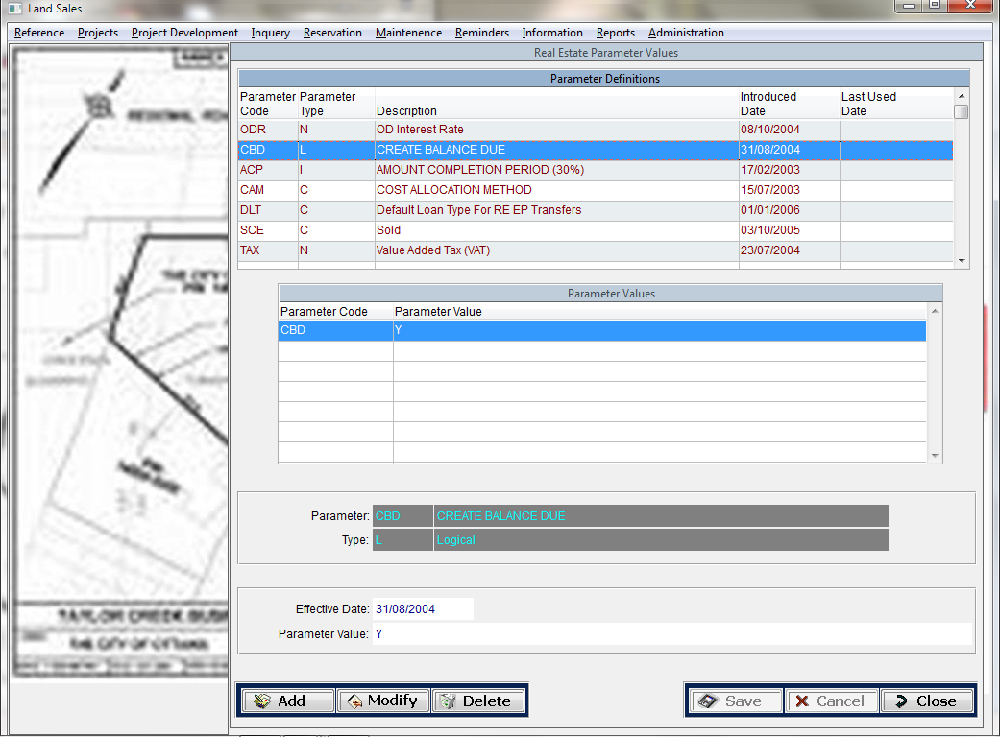 Land Sales
Reference Projects Project Development Inquery Reservation Maintenence Reminders Information Reports Administration
Real Estate Parameter Values
Parameter Definitions
Parameter Parameter Introduced Last Used
Code Type Description Date Date
ODR N OD Interest Rate 08/10/2004
CBD L CREATE BALANCE DUE 31/08/2004
ACP I AMOUNT COMPLETION PERIOD (30%) 17/02/2003
CAM C COST ALLOCATION METHOD 15/07/2003
DLT C Default Loan Type For RE EP Transfers 01/01/2006
SCE C Sold 03/10/2005
TAX N Value Added Tax (VAT) 23/07/2004
Parameter Values
Parameter Code Parameter Value
CBD Y
Parameter: CBD CREATE BALANCE DUE
Type: L Logical
Effective Date: 31/08/2004
Parameter Value: Y
THE CITY OF OTTAWA
Add Modify Delete Save Cancel Close